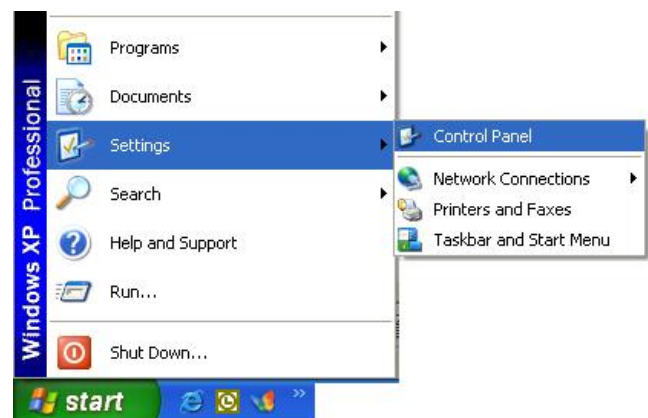 Windows XP Professional
Programs
Documents
Settings
Search
Help and Support
Run...
Shut Down...
Control Panel
Network Connections
Printers and Faxes
Taskbar and Start Menu
start